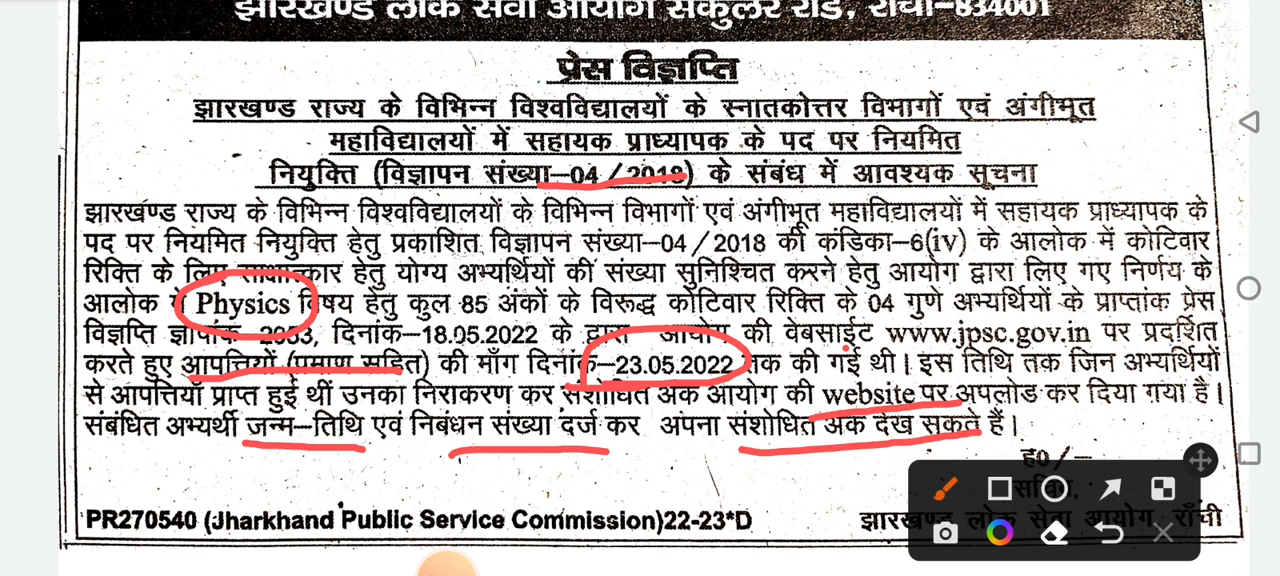 झारखण्ड लोक सेवा आयोग सर्कुलर रोड, राँची–834001
प्रेस विज्ञप्ति
झारखण्ड राज्य के विभिन्न विश्वविद्यालयों के स्नातकोत्तर विभागों एवं अंगीभूत
महाविद्यालयों में सहायक प्राध्यापक के पद पर नियमित
नियुक्ति (विज्ञापन संख्या–04/2018) के संबंध में आवश्यक सूचना
झारखण्ड राज्य के विभिन्न विश्वविद्यालयों के विभिन्न विभागों एवं अंगीभूत महाविद्यालयों में सहायक प्राध्यापक के
पद पर नियमित नियुक्ति हेतु प्रकाशित विज्ञापन संख्या–04/2018 की कंडिका–6(iv) के आलोक में कोटिवार
रिक्ति के लिए साक्षात्कार हेतु योग्य अभ्यर्थियों की संख्या सुनिश्चित करने हेतु आयोग द्वारा लिए गए निर्णय के
आलोक में Physics विषय हेतु कुल 85 अंकों के विरूद्ध कोटिवार रिक्ति के 04 गुणे अभ्यर्थियों के प्राप्तांक प्रेस
विज्ञप्ति ज्ञापांक–2053, दिनांक–18.05.2022 के द्वारा आयोग की वेबसाईट www.jpsc.gov.in पर प्रदर्शित
करते हुए आपत्तियों (प्रमाण सहित) की माँग दिनांक–23.05.2022 तक की गई थी। इस तिथि तक जिन अभ्यर्थियों
से आपत्तियाँ प्राप्त हुई थीं उनका निराकरण कर संशोधित अंक आयोग की website पर अपलोड कर दिया गया है।
संबंधित अभ्यर्थी जन्म–तिथि एवं निबंधन संख्या दर्ज कर अपना संशोधित अंक देख सकते हैं।
ह0/–
सचिव,
PR270540 (Jharkhand Public Service Commission)22-23*D झारखण्ड लोक सेवा आयोग, राँची